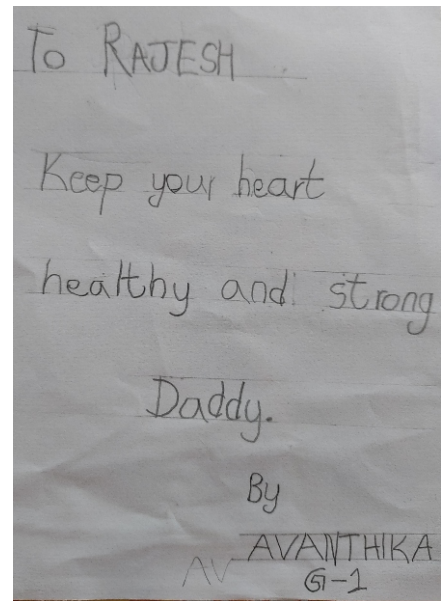 To RAJESH
Keep your heart
healthy and strong
Daddy.
By
AV AVANTHIKA
G-1